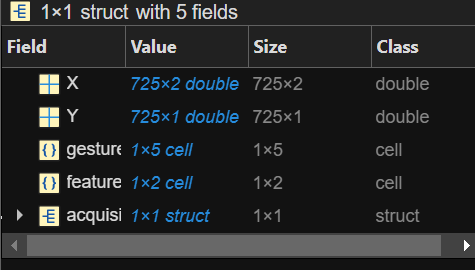 1×1 struct with 5 fields
Field Value Size Class
X 725×2 double 725×2 double
Y 725×1 double 725×1 double
gesture 1×5 cell 1×5 cell
feature 1×2 cell 1×2 cell
acquisi 1×1 struct 1×1 struct